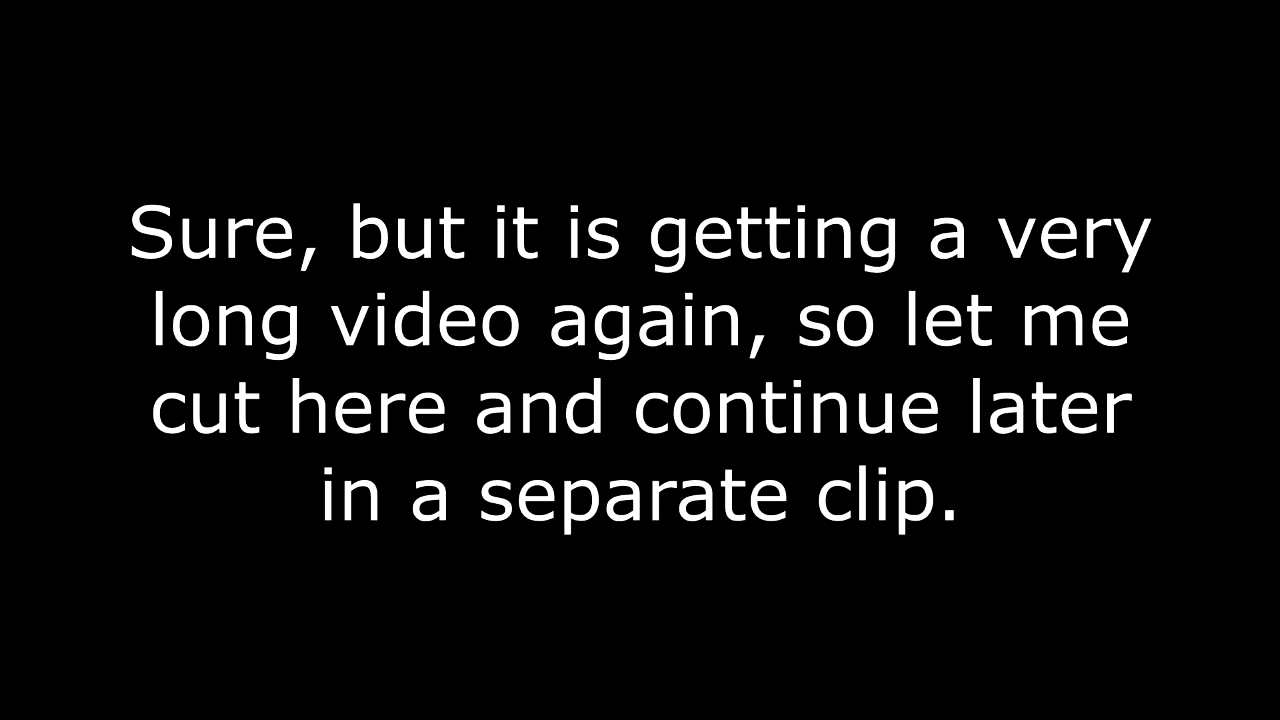 Sure, but it is getting a very
long video again, so let me
cut here and continue later
in a separate clip.